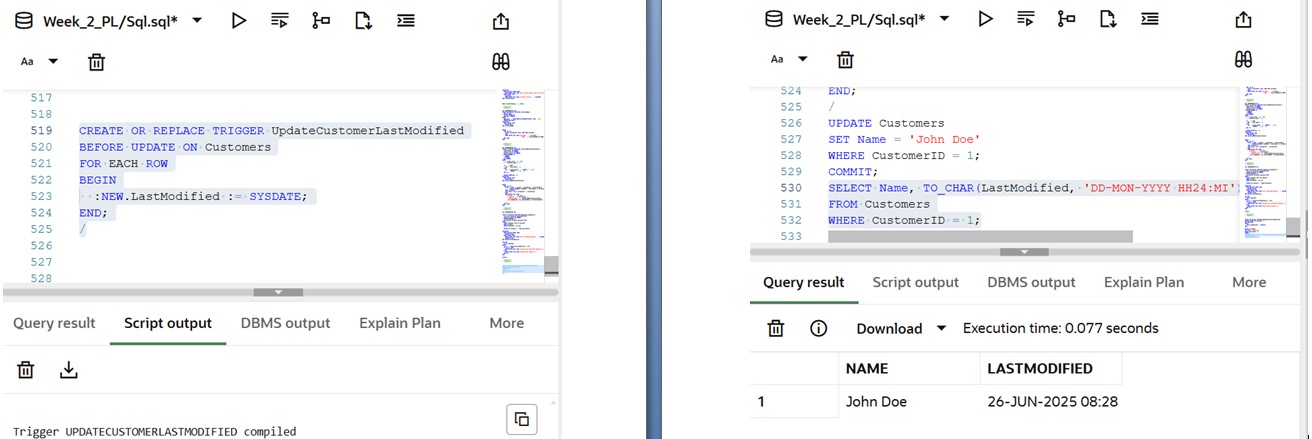 Week_2_PL/Sql.sql*
Aa
517
518
519 CREATE OR REPLACE TRIGGER UpdateCustomerLastModified
520 BEFORE UPDATE ON Customers
521 FOR EACH ROW
522 BEGIN
523 :NEW.LastModified := SYSDATE;
524 END;
525 /
526
527
528
Query result Script output DBMS output Explain Plan More
Trigger UPDATECUSTOMERLASTMODIFIED compiled
Week_2_PL/Sql.sql*
Aa
524 END;
525 /
526 UPDATE Customers
527 SET Name = 'John Doe'
528 WHERE CustomerID = 1;
529 COMMIT;
530 SELECT Name, TO_CHAR(LastModified, 'DD-MON-YYYY HH24:MI')
531 FROM Customers
532 WHERE CustomerID = 1;
533
Query result Script output DBMS output Explain Plan More
Download Execution time: 0.077 seconds
NAME LASTMODIFIED
1 John Doe 26-JUN-2025 08:28